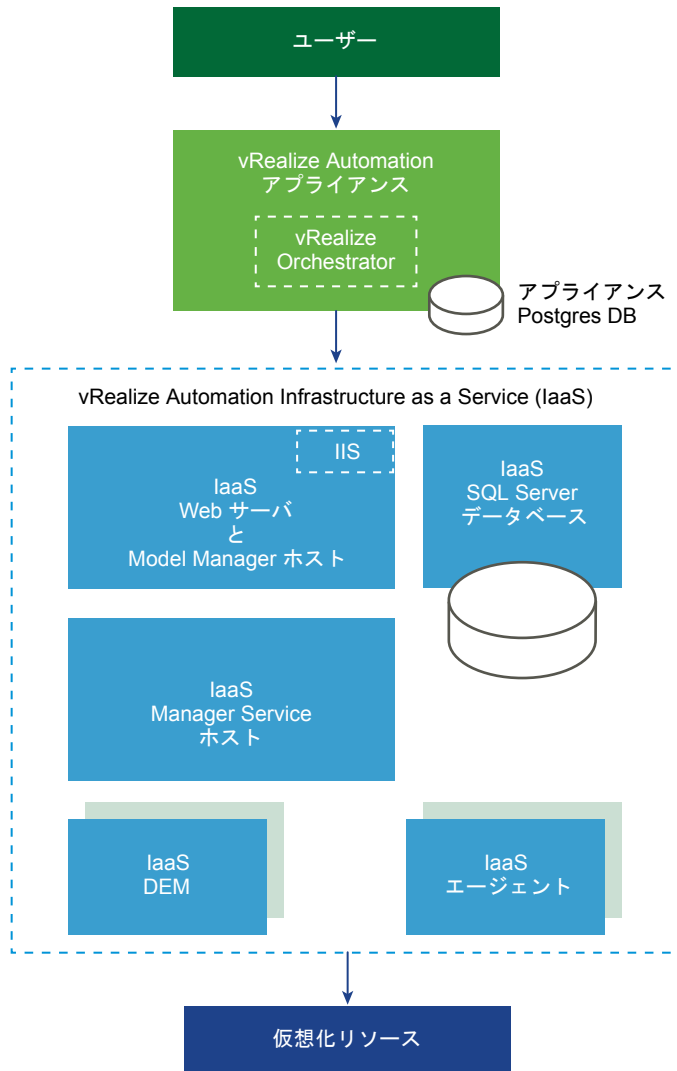 ユーザー
vRealize Automation
アプライアンス
vRealize
Orchestrator
アプライアンス
Postgres DB
vRealize Automation Infrastructure as a Service (IaaS)
IIS
IaaS
Web サーバ
と
Model Manager ホスト
IaaS
SQL Server
データベース
IaaS
Manager Service
ホスト
IaaS
DEM
IaaS
エージェント
仮想化リソース